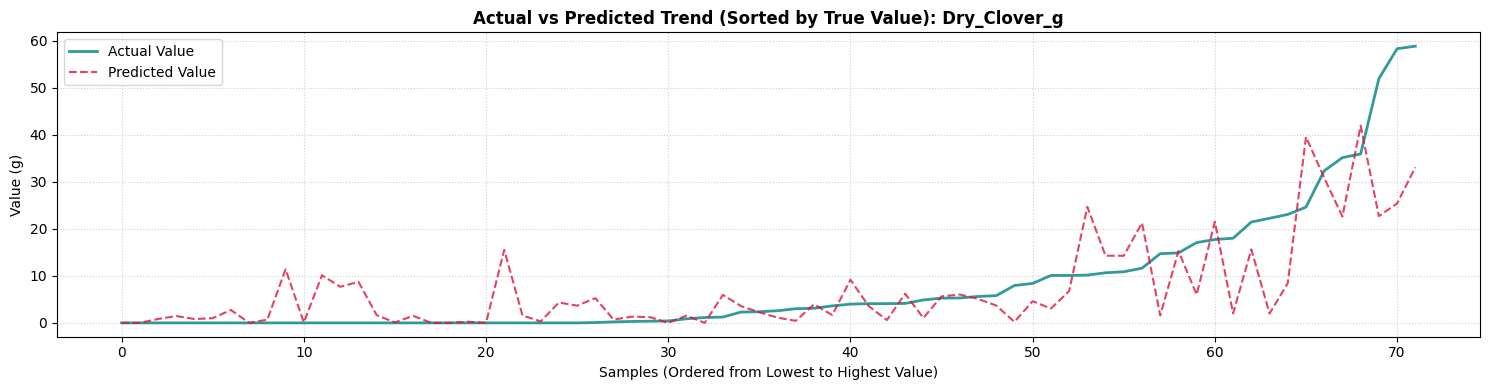 Actual vs Predicted Trend (Sorted by True Value): Dry_Clover_g
Actual Value
Predicted Value
Value (g)
60
50
40
30
20
10
0
0 10 20 30 40 50 60 70
Samples (Ordered from Lowest to Highest Value)